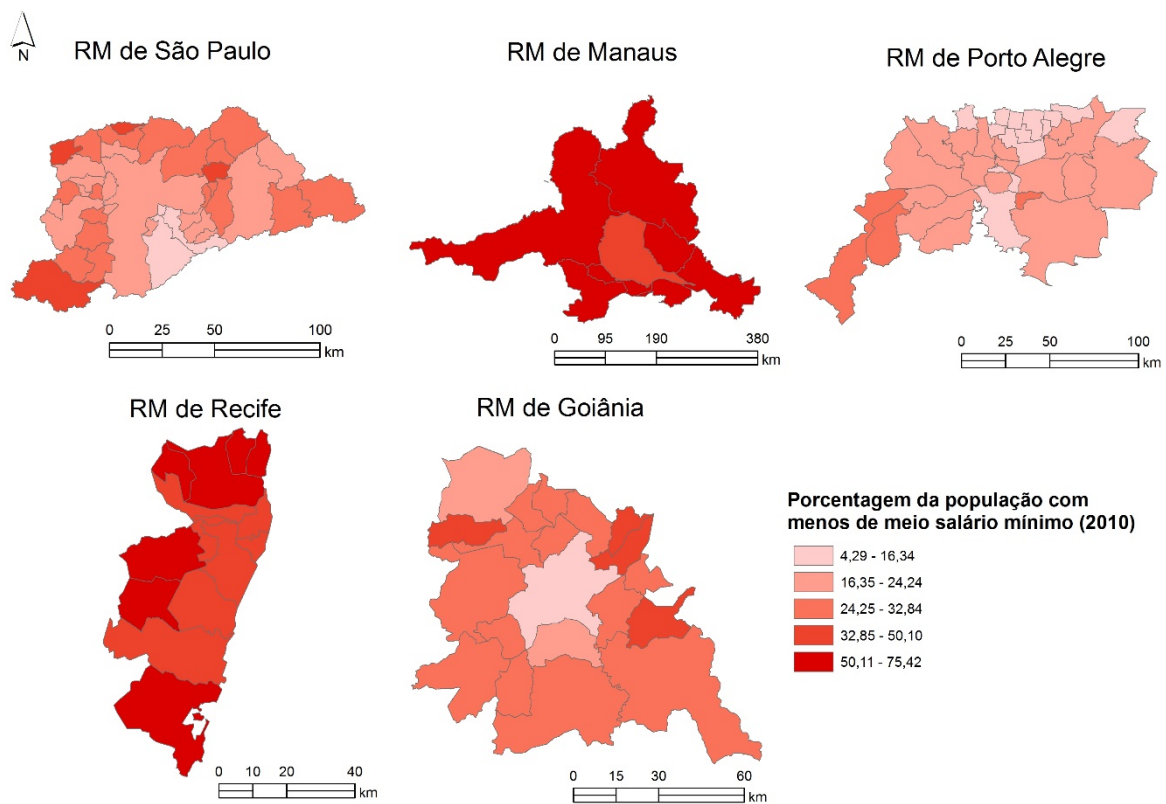 N
RM de São Paulo
RM de Manaus
RM de Porto Alegre
0 25 50 100
km
0 95 190 380
km
0 25 50 100
km
RM de Recife
RM de Goiânia
0 10 20 40
km
0 15 30 60
km
Porcentagem da população com
menos de meio salário mínimo (2010)
4,29 - 16,34
16,35 - 24,24
24,25 - 32,84
32,85 - 50,10
50,11 - 75,42